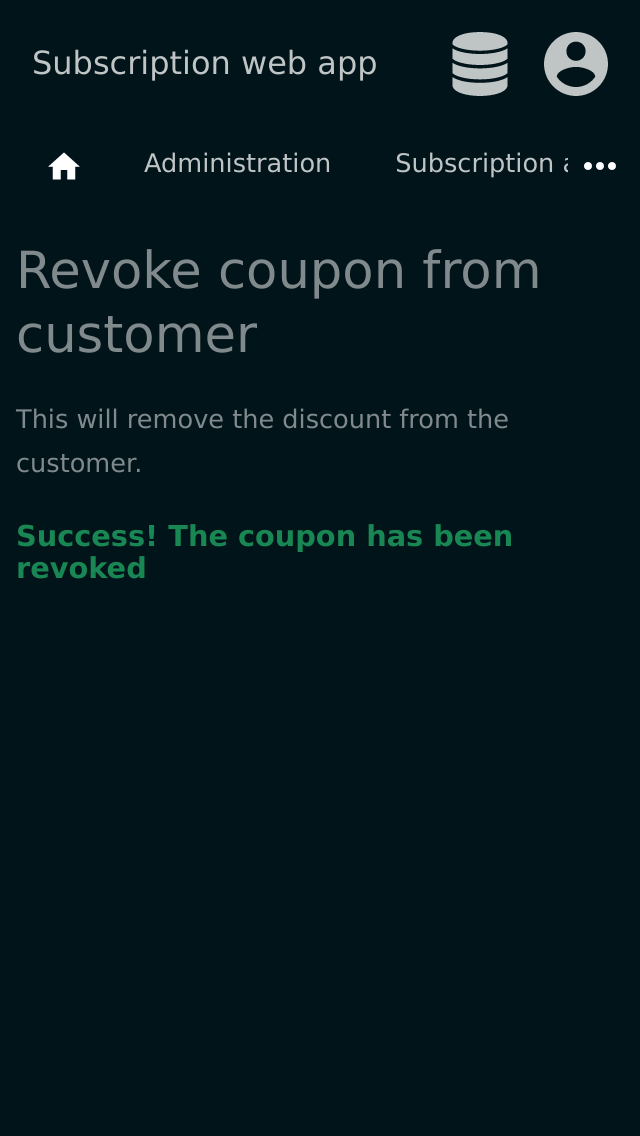 Subscription web app
Administration
Subscription
Revoke coupon from
customer
This will remove the discount from the
customer.
Success! The coupon has been
revoked